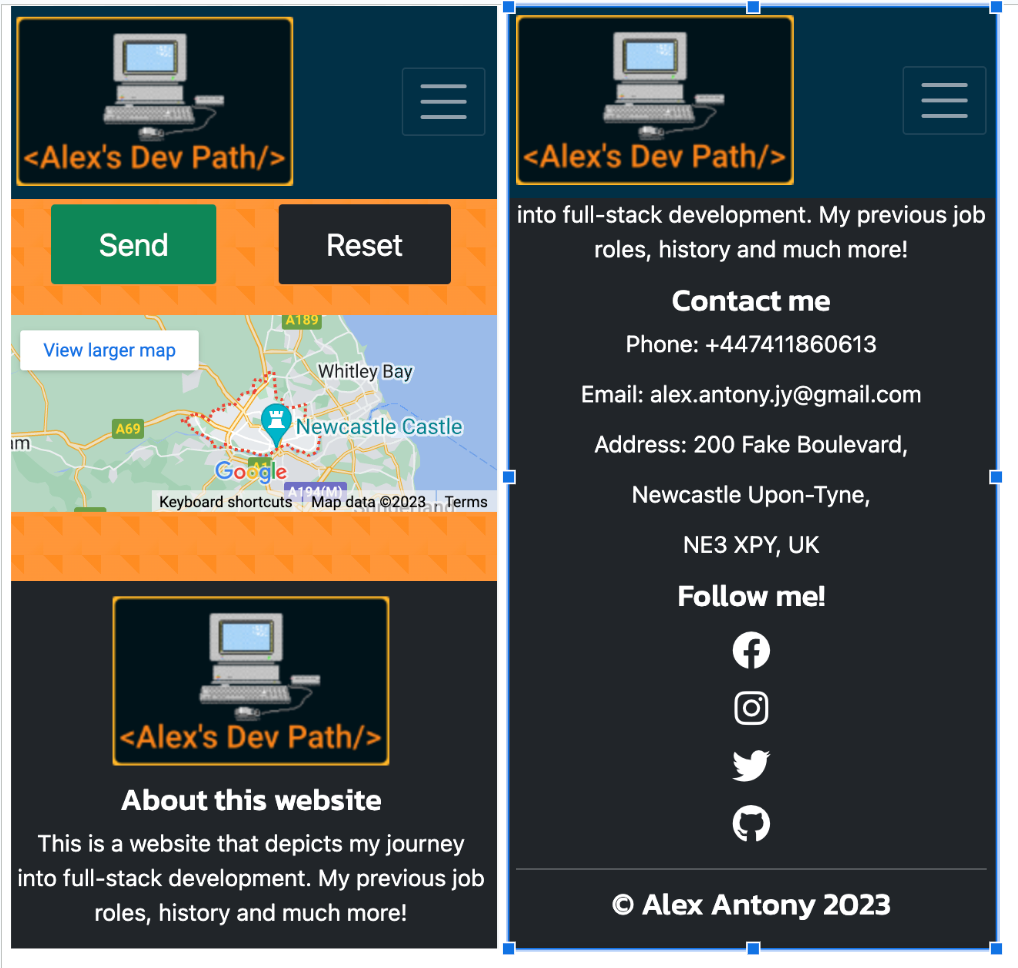 <Alex's Dev Path/>
Send
Reset
A189
View larger map
Whitley Bay
A69
Newcastle Castle
am
Google
A194(M)
Keyboard shortcuts
Map data ©2023
Terms
<Alex's Dev Path/>
About this website
This is a website that depicts my journey
into full-stack development. My previous job
roles, history and much more!
<Alex's Dev Path/>
into full-stack development. My previous job
roles, history and much more!
Contact me
Phone: +447411860613
Email: alex.antony.jy@gmail.com
Address: 200 Fake Boulevard,
Newcastle Upon-Tyne,
NE3 XPY, UK
Follow me!
© Alex Antony 2023